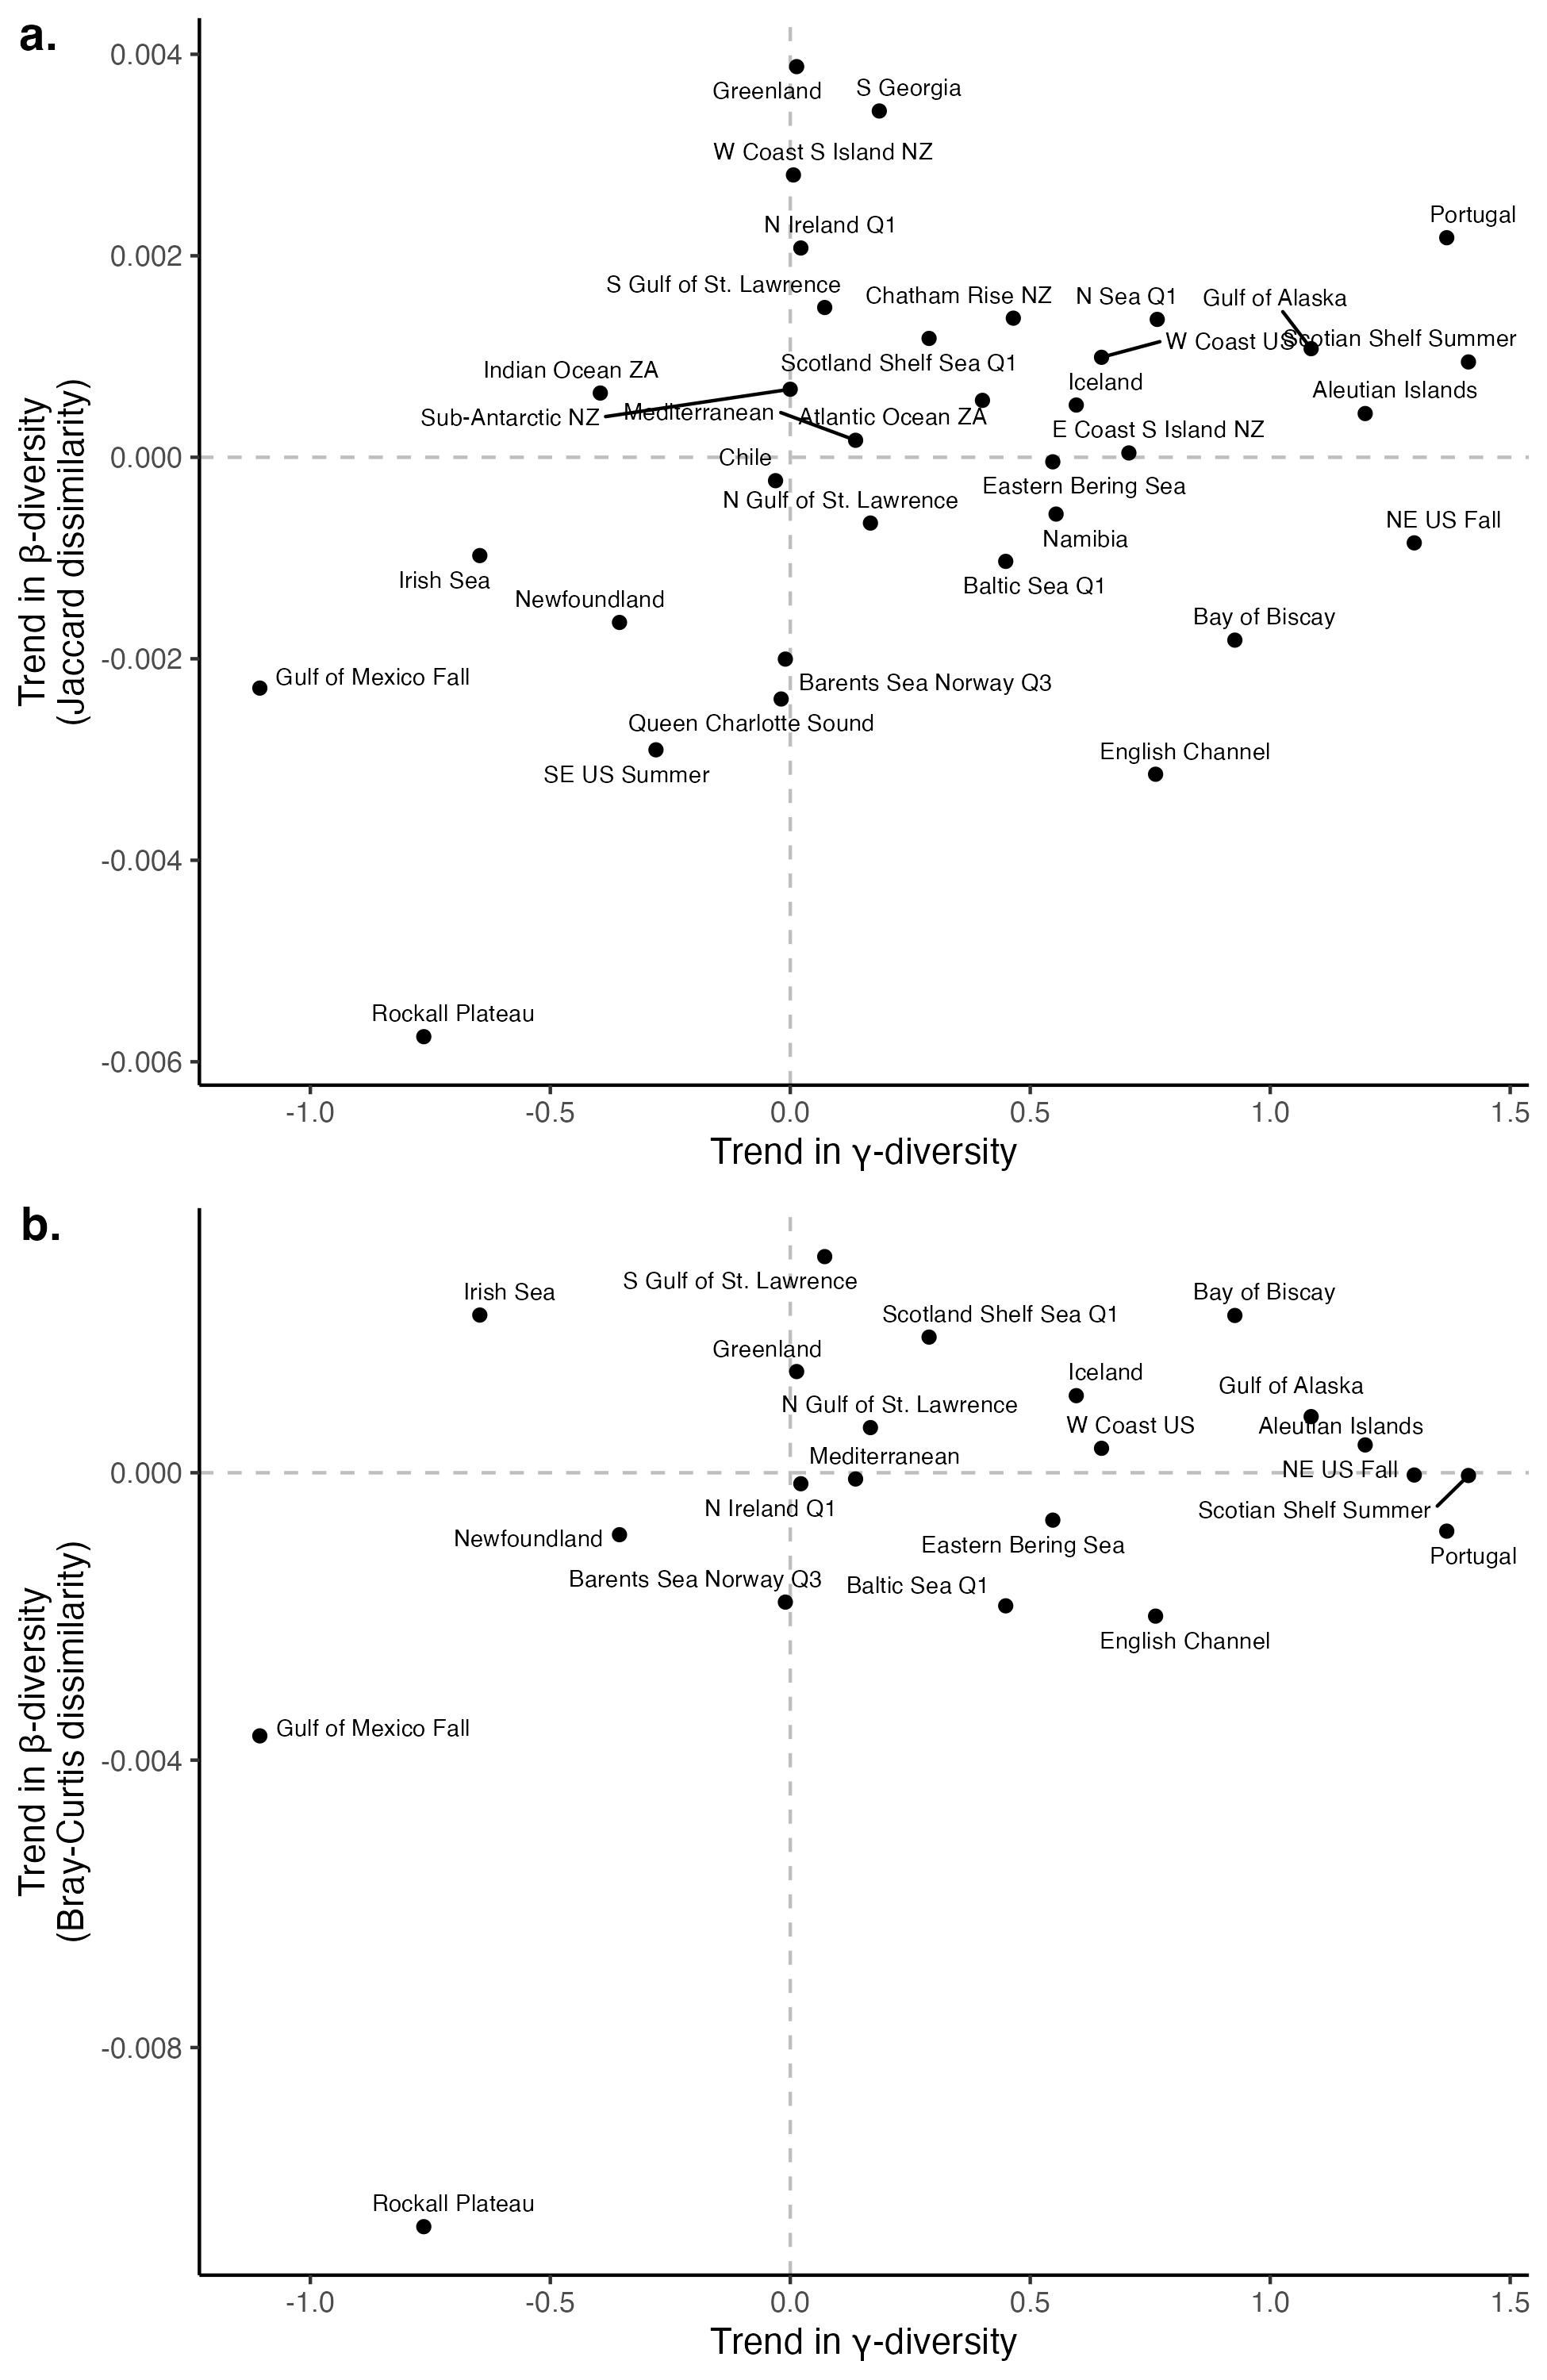 a.
0.004
Greenland
S Georgia
W Coast S Island NZ
0.002
N Ireland Q1
Portugal
S Gulf of St. Lawrence
Chatham Rise NZ
N Sea Q1
Gulf of Alaska
W Coast US
Scotian Shelf Summer
Scotland Shelf Sea Q1
Indian Ocean ZA
Iceland
Aleutian Islands
Sub-Antarctic NZ
Mediterranean
Atlantic Ocean ZA
E Coast S Island NZ
0.000
Chile
Eastern Bering Sea
N Gulf of St. Lawrence
NE US Fall
Namibia
Irish Sea
Baltic Sea Q1
Newfoundland
Bay of Biscay
-0.002
Gulf of Mexico Fall
Barents Sea Norway Q3
Queen Charlotte Sound
SE US Summer
English Channel
-0.004
Rockall Plateau
-0.006
Trend in β-diversity
(Jaccard dissimilarity)
-1.0 -0.5 0.0 0.5 1.0 1.5
Trend in γ-diversity
b.
S Gulf of St. Lawrence
Irish Sea
Bay of Biscay
Scotland Shelf Sea Q1
Greenland
Iceland
Gulf of Alaska
N Gulf of St. Lawrence
W Coast US
Aleutian Islands
Mediterranean
0.000
NE US Fall
N Ireland Q1
Scotian Shelf Summer
Newfoundland
Eastern Bering Sea
Portugal
Barents Sea Norway Q3
Baltic Sea Q1
English Channel
Gulf of Mexico Fall
-0.004
-0.008
Rockall Plateau
Trend in β-diversity
(Bray-Curtis dissimilarity)
-1.0 -0.5 0.0 0.5 1.0 1.5
Trend in γ-diversity